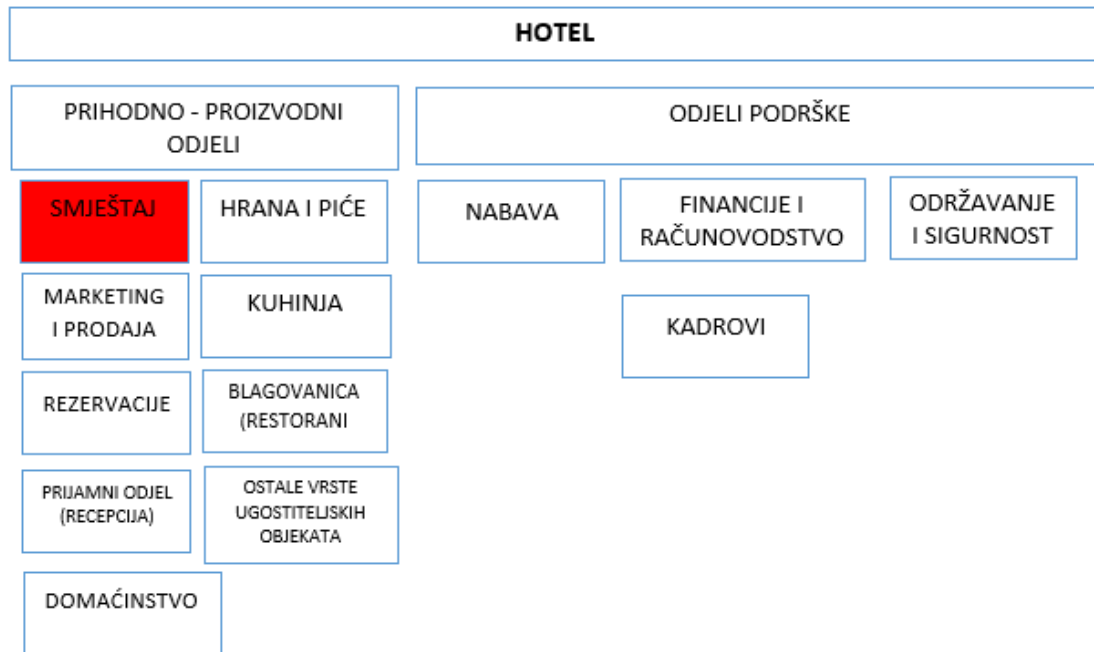 HOTEL
PRIHODNO - PROIZVODNI
ODJELI
ODJELI PODRŠKE
SMJEŠTAJ
HRANA I PIĆE
NABAVA
FINANCIJE I
RAČUNOVODSTVO
ODRŽAVANJE
I SIGURNOST
MARKETING
I PRODAJA
KUHINJA
KADROVI
REZERVACIJE
BLAGOVANICA
(RESTORANI
PRIJAMNI ODJEL
(RECEPCIJA)
OSTALE VRSTE
UGOSTITELJSKIH
OBJEKATA
DOMAĆINSTVO